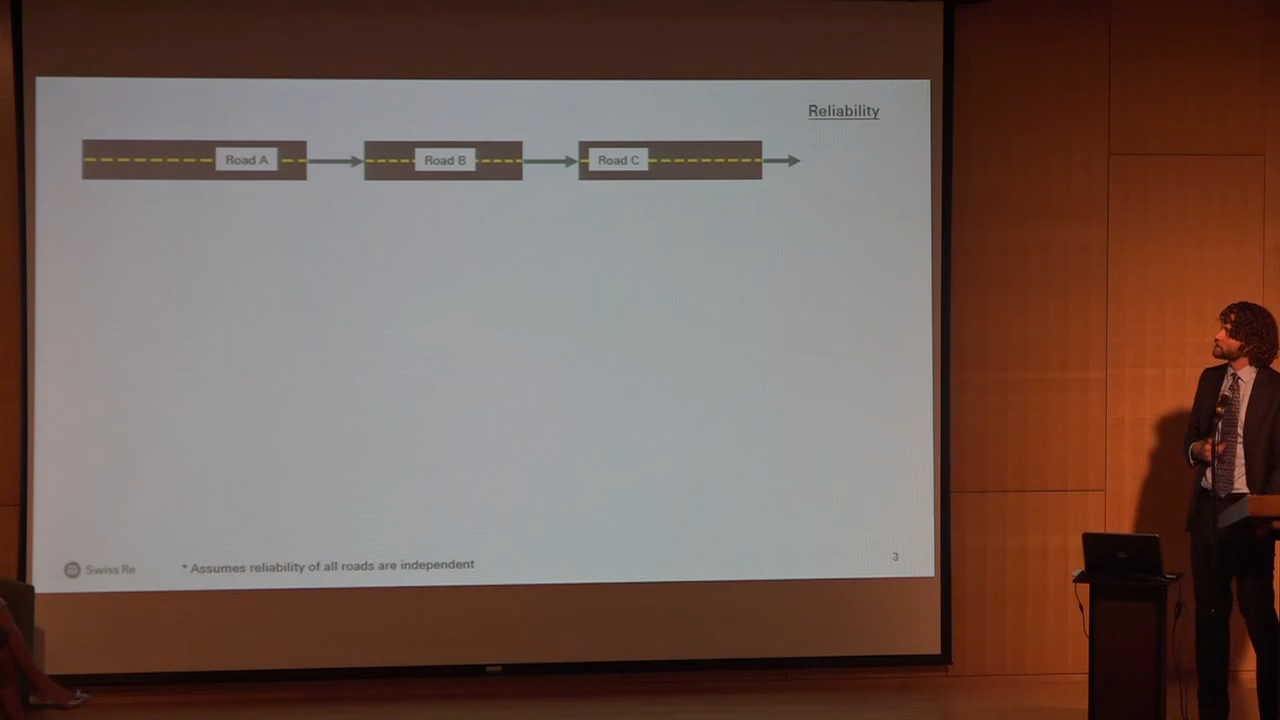 Reliability
Road A
Road B
Road C
Swiss Re
* Assumes reliability of all roads are independent
3